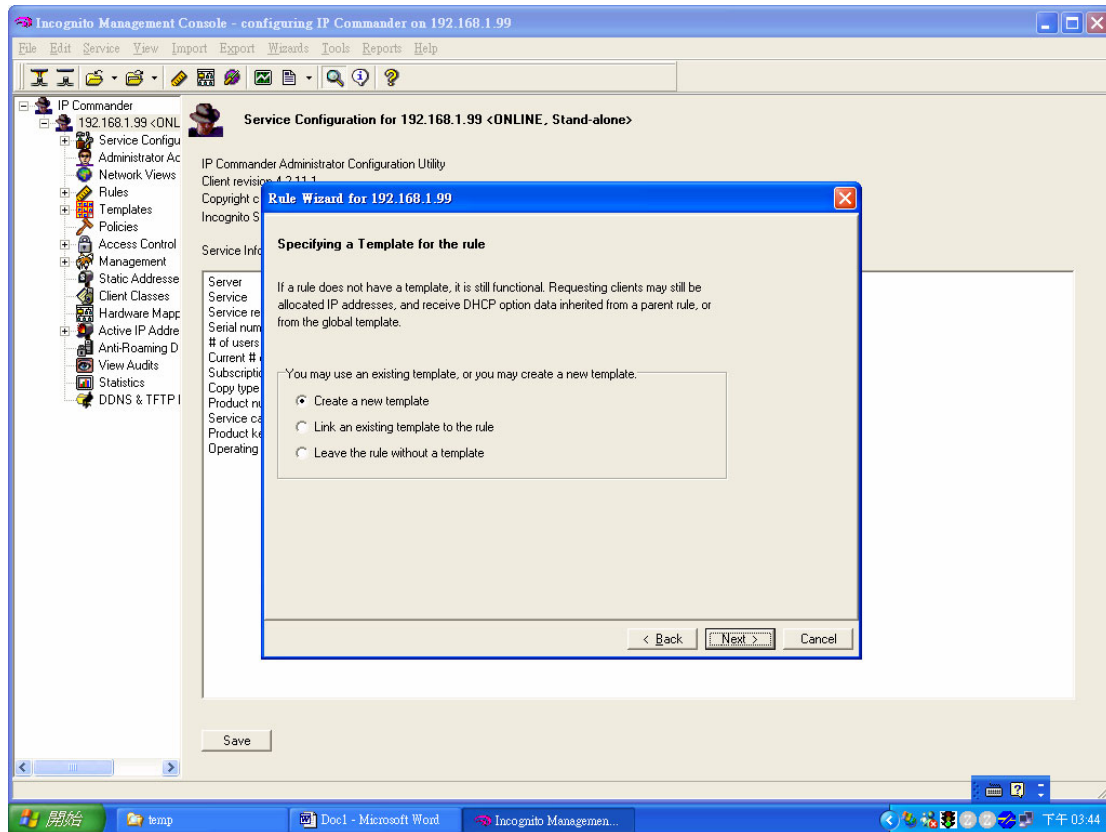 Incognito Management Console - configuring IP Commander on 192.168.1.99
File Edit Service View Import Export Wizards Tools Reports Help
IP Commander
192.168.1.99 <ONL
Service Configu
Administrator Ac
Network Views
Rules
Templates
Policies
Access Control
Management
Static Addresse
Client Classes
Hardware Mapp
Active IP Addre
Anti-Roaming D
View Audits
Statistics
DDNS & TFTP I
Service Configuration for 192.168.1.99 <ONLINE, Stand-alone>
IP Commander Administrator Configuration Utility
Client revision 4.2.11.1
Copyright c
Incognito S
Service Info
Server
Service
Service re
Serial num
# of users
Current #
Subscriptio
Copy type
Product nu
Service ca
Product ke
Operating
Rule Wizard for 192.168.1.99
Specifying a Template for the rule
If a rule does not have a template, it is still functional. Requesting clients may still be
allocated IP addresses, and receive DHCP option data inherited from a parent rule, or
from the global template.
You may use an existing template, or you may create a new template.
Create a new template
Link an existing template to the rule
Leave the rule without a template
< Back Next > Cancel
Save
開始 temp Doc1 - Microsoft Word Incognito Managemen... 下午 03:44